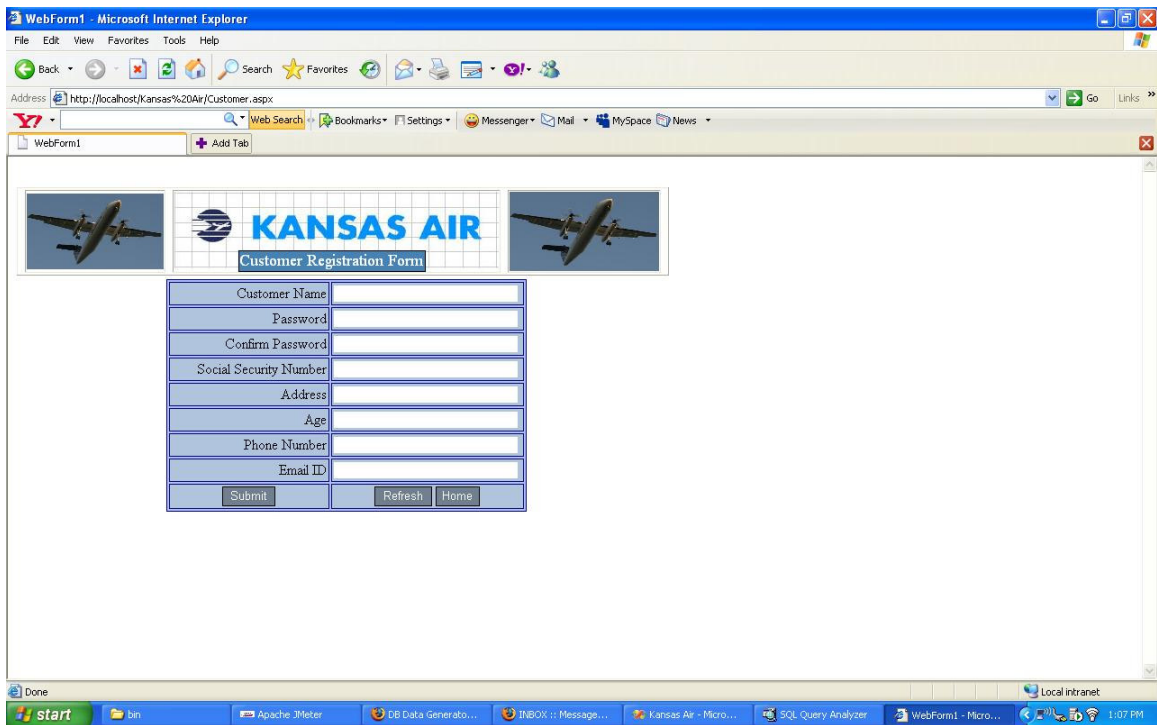 WebForm1 - Microsoft Internet Explorer
File Edit View Favorites Tools Help
Back Search Favorites
Address http://localhost/Kansas%20Air/Customer.aspx Go Links »
Y! Web Search Bookmarks Settings Messenger Mail MySpace News
WebForm1 Add Tab
KANSAS AIR
Customer Registration Form
Customer Name
Password
Confirm Password
Social Security Number
Address
Age
Phone Number
Email ID
Submit Refresh Home
Done Local intranet
start bin Apache JMeter DB Data Generato... INBOX :: Message... Kansas Air - Micro... SQL Query Analyzer WebForm1 - Micro... 1:07 PM